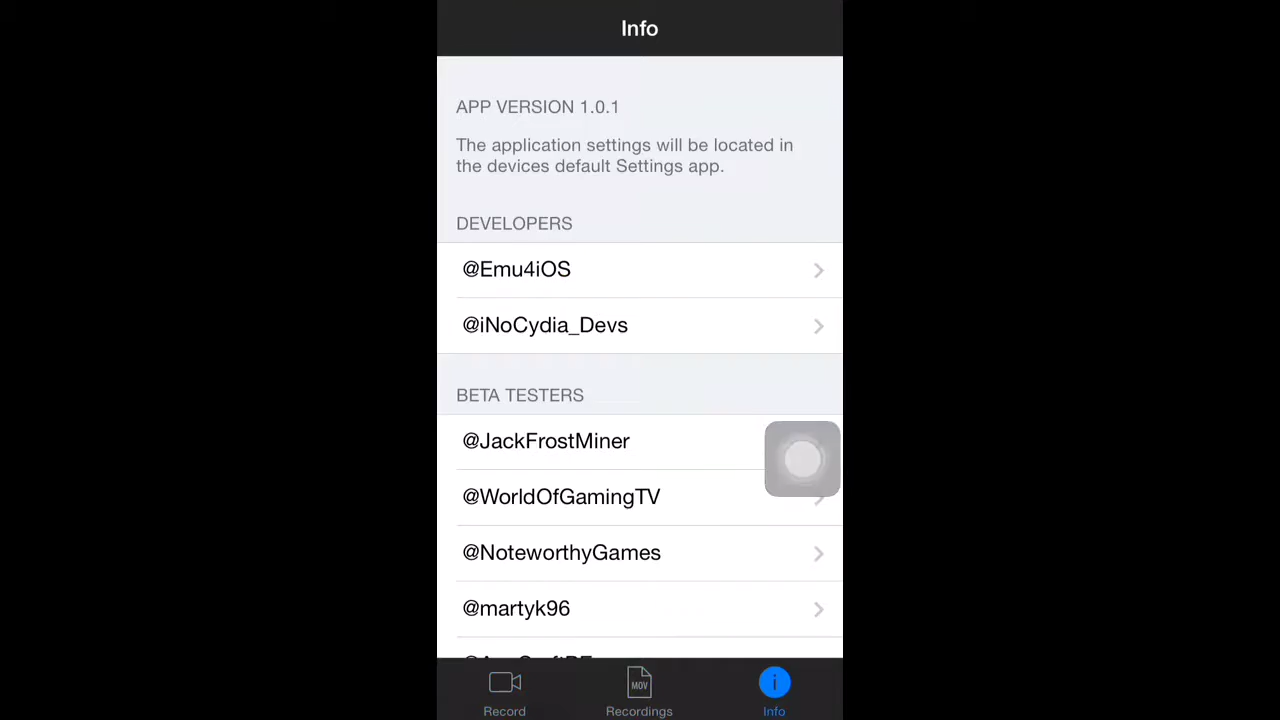 Info
APP VERSION 1.0.1
The application settings will be located in
the devices default Settings app.
DEVELOPERS
@Emu4iOS
@iNoCydia_Devs
BETA TESTERS
@JackFrostMiner
@WorldOfGamingTV
@NoteworthyGames
@martyk96
MOV
Record
Recordings
Info